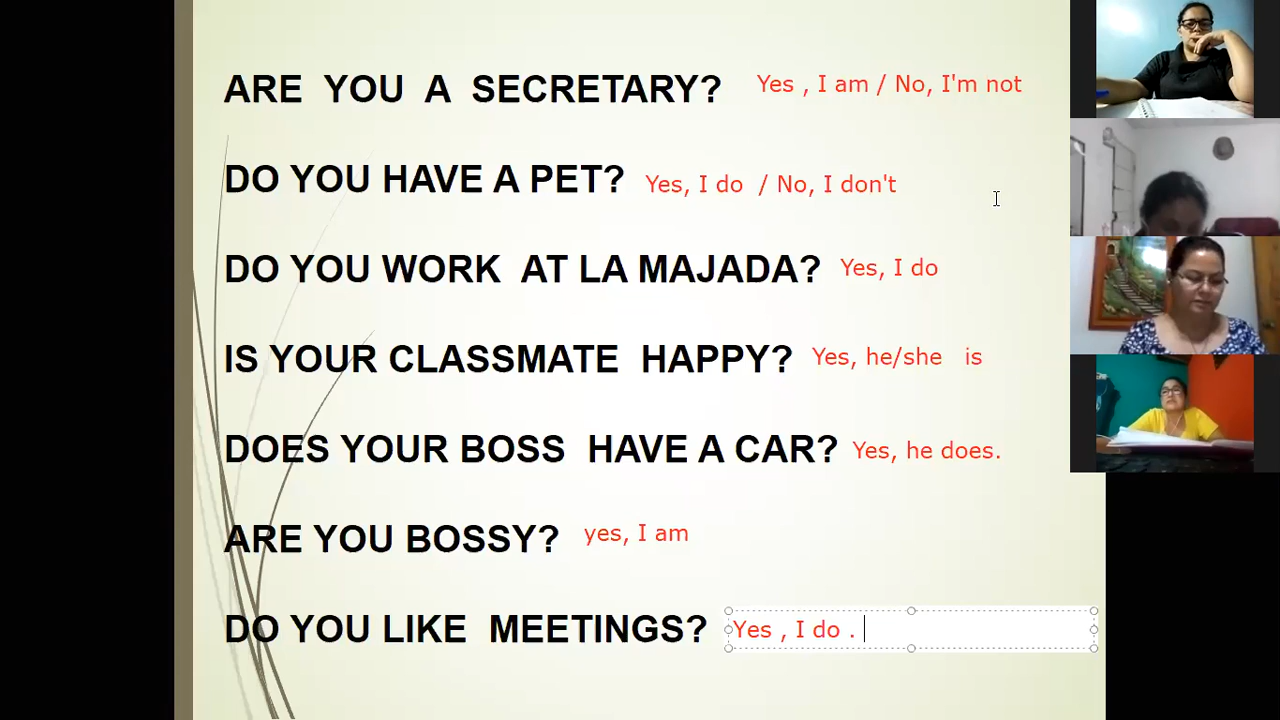 ARE YOU A SECRETARY? Yes , I am / No, I'm not
DO YOU HAVE A PET? Yes, I do / No, I don't
DO YOU WORK AT LA MAJADA? Yes, I do
IS YOUR CLASSMATE HAPPY? Yes, he/she is
DOES YOUR BOSS HAVE A CAR? Yes, he does.
ARE YOU BOSSY? yes, I am
DO YOU LIKE MEETINGS? Yes , I do .